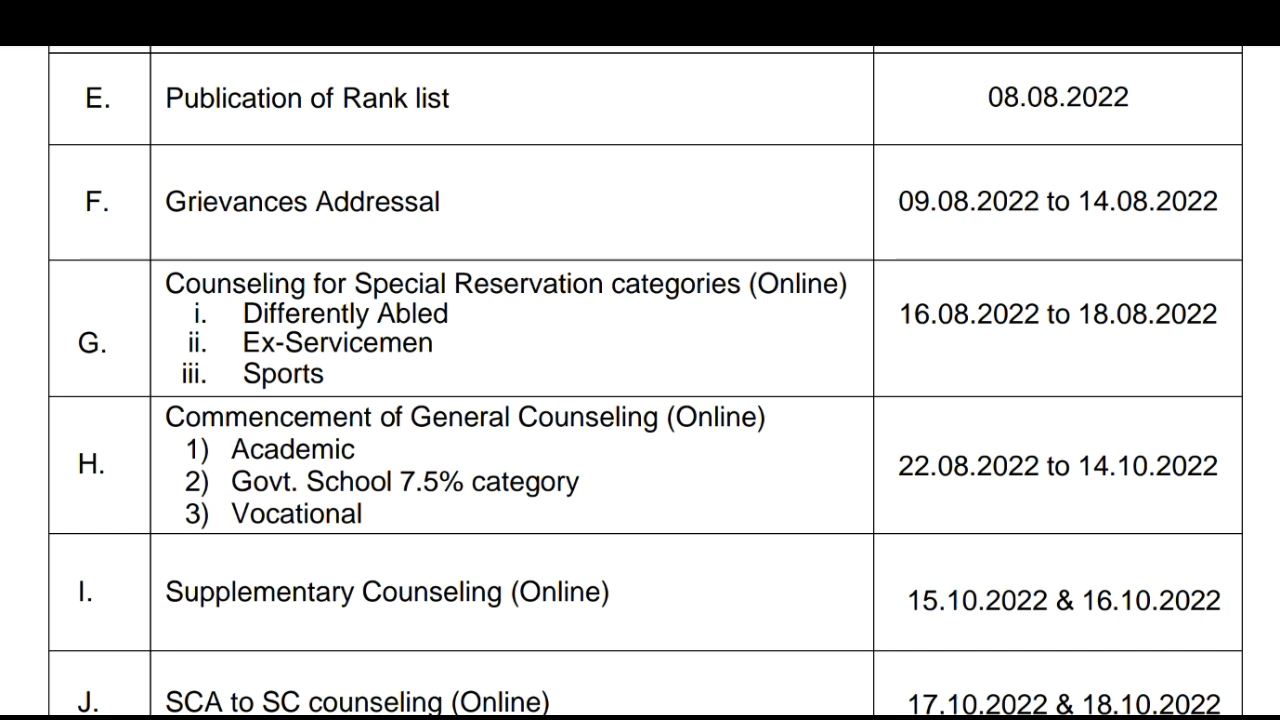 E. Publication of Rank list 08.08.2022
F. Grievances Addressal 09.08.2022 to 14.08.2022
G. Counseling for Special Reservation categories (Online) 16.08.2022 to 18.08.2022
i. Differently Abled
ii. Ex-Servicemen
iii. Sports
H. Commencement of General Counseling (Online) 22.08.2022 to 14.10.2022
1) Academic
2) Govt. School 7.5% category
3) Vocational
I. Supplementary Counseling (Online) 15.10.2022 & 16.10.2022
J. SCA to SC counseling (Online) 17.10.2022 & 18.10.2022